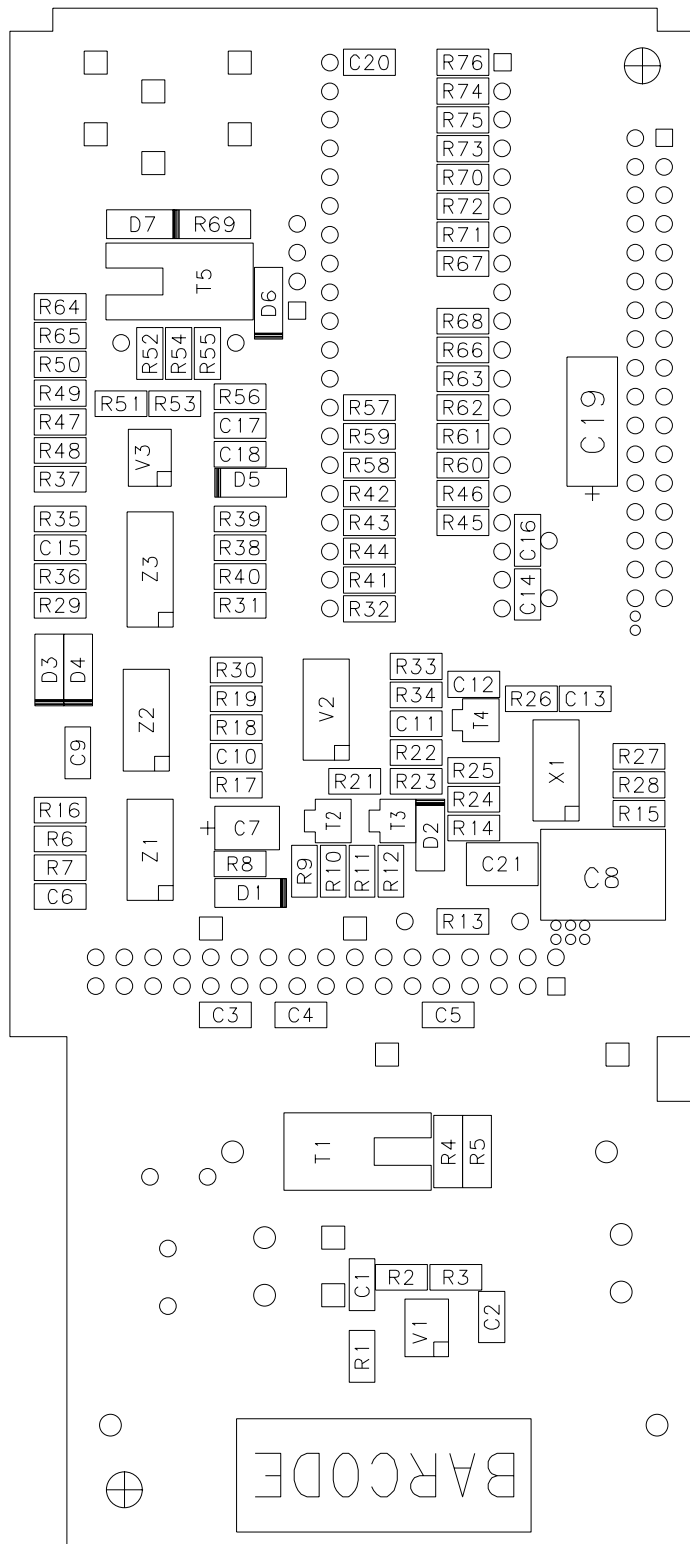 C20 R76
R74
R75
R73
R70
R72
R71
R67
D7 R69
T5
D6
R64
R65
R50
R49
R47
R48
R37
R52 R54 R55
R51 R53
R56
C17
C18
D5
V3
R68
R66
R63
R62
R61
R60
R46
R45
R57
R59
R58
R42
R43
R44
R41
R32
C19
+
C16
C14
R35
C15
R36
R29
Z3
R39
R38
R40
R31
D3 D4
C9
Z2
R30
R19
R18
C10
R17
V2
R33
R34
C11
R22
R23
R21
C12
T4
R26 C13
X1
R25
R24
R14
R27
R28
R15
R16
R6
R7
C6
Z1
+ C7
R8
D1
T2 T3 D2
R9 R10 R11 R12
C21
C8
R13
C3 C4 C5
T1
R4 R5
C1
R2 R3
C2
V1
R1
BARCODE